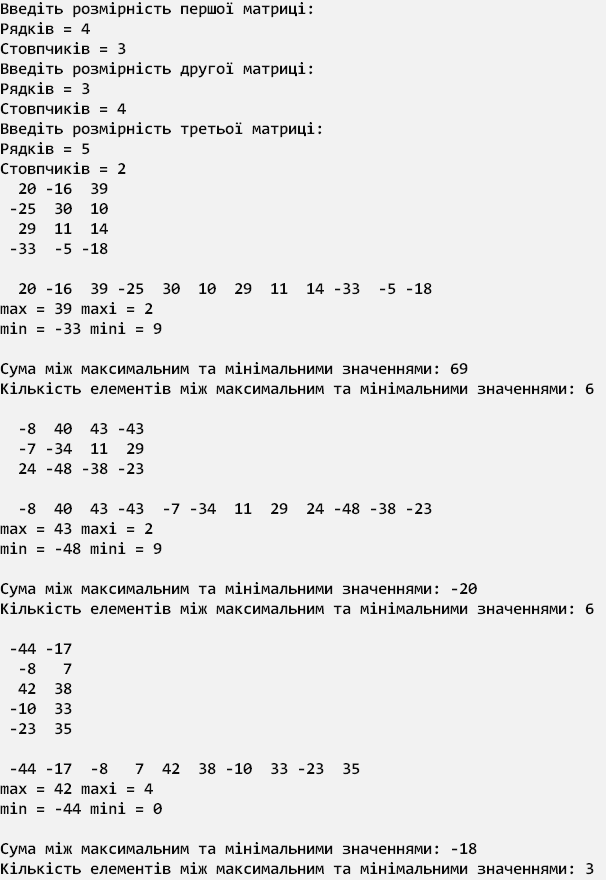 Введіть розмірність першої матриці:
Рядків = 4
Стовпчиків = 3
Введіть розмірність другої матриці:
Рядків = 3
Стовпчиків = 4
Введіть розмірність третьої матриці:
Рядків = 5
Стовпчиків = 2
  20 -16  39
 -25  30  10
  29  11  14
 -33  -5 -18

  20 -16  39 -25  30  10  29  11  14 -33  -5 -18
max = 39 maxi = 2
min = -33 mini = 9

Сума між максимальним та мінімальними значеннями: 69
Кількість елементів між максимальним та мінімальними значеннями: 6

  -8  40  43 -43
  -7 -34  11  29
  24 -48 -38 -23

  -8  40  43 -43  -7 -34  11  29  24 -48 -38 -23
max = 43 maxi = 2
min = -48 mini = 9

Сума між максимальним та мінімальними значеннями: -20
Кількість елементів між максимальним та мінімальними значеннями: 6

 -44 -17
  -8   7
  42  38
 -10  33
 -23  35

 -44 -17  -8   7  42  38 -10  33 -23  35
max = 42 maxi = 4
min = -44 mini = 0

Сума між максимальним та мінімальними значеннями: -18
Кількість елементів між максимальним та мінімальними значеннями: 3